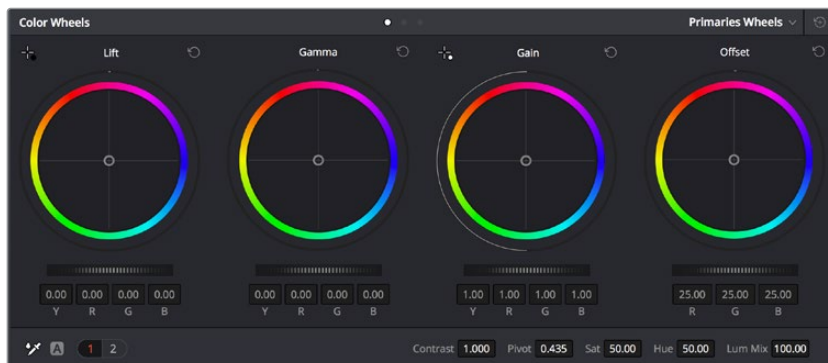 Color Wheels Primaries Wheels
Lift Gamma Gain Offset
0.00 0.00 0.00 0.00 0.00 0.00 0.00 0.00 1.00 1.00 1.00 1.00 25.00 25.00 25.00
Y R G B Y R G B Y R G B R G B
A 1 2 Contrast 1.000 Pivot 0.435 Sat 50.00 Hue 50.00 Lum Mix 100.00